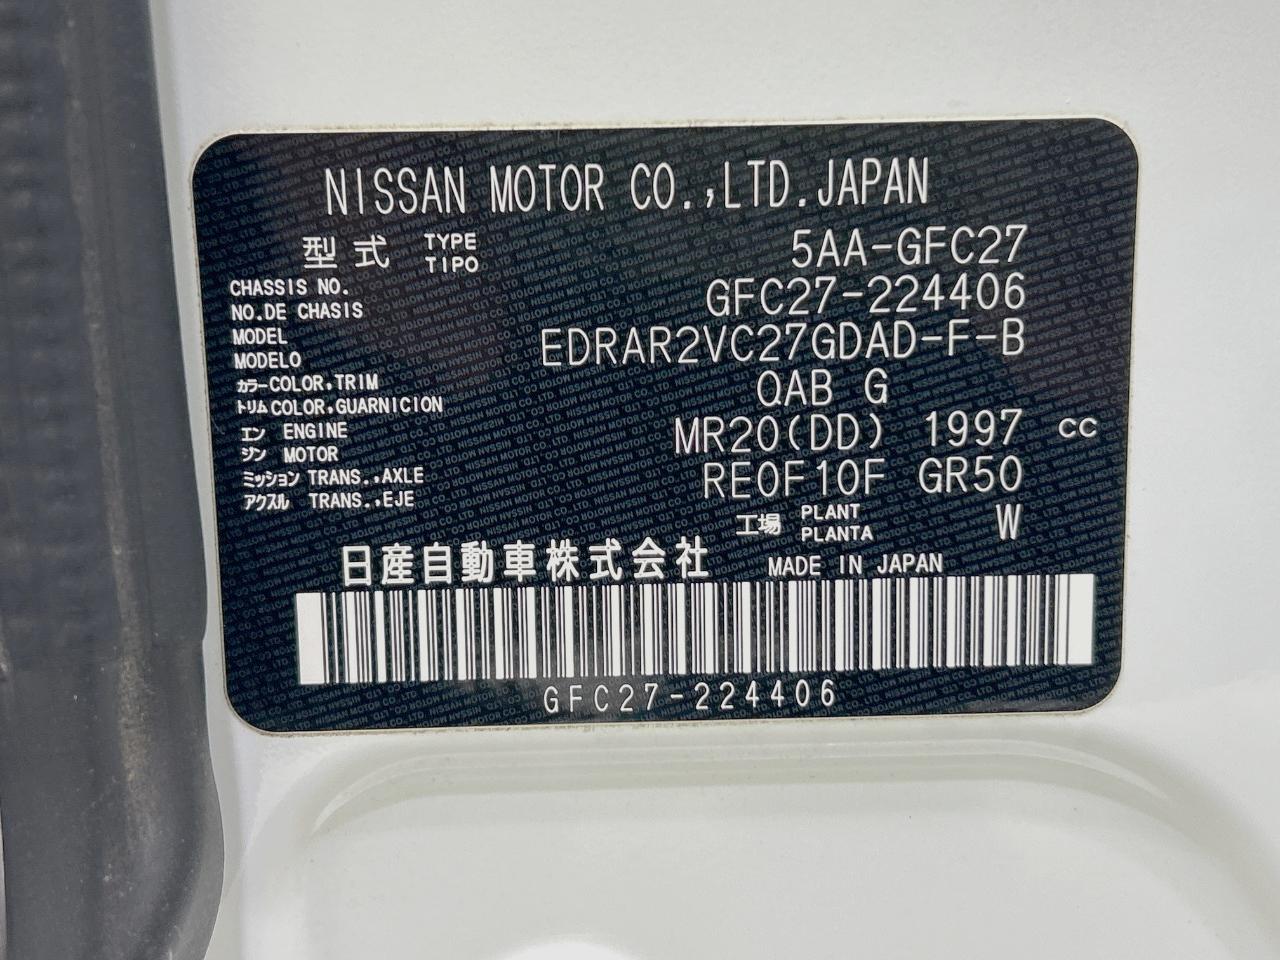 NISSAN MOTOR CO.,LTD.JAPAN
型式 TYPE TIPO 5AA-GFC27
CHASSIS NO.
NO.DE CHASIS GFC27-224406
MODEL
MODELO EDRAR2VC27GDAD-F-B
カラー COLOR,TRIM
トリム COLOR,GUARNICION QAB G
エン ENGINE
ジン MOTOR MR20(DD) 1997 cc
ミッション TRANS.,AXLE
アクスル TRANS.,EJE RE0F10F GR50
工場 PLANT PLANTA W
日産自動車株式会社 MADE IN JAPAN
GFC27-224406